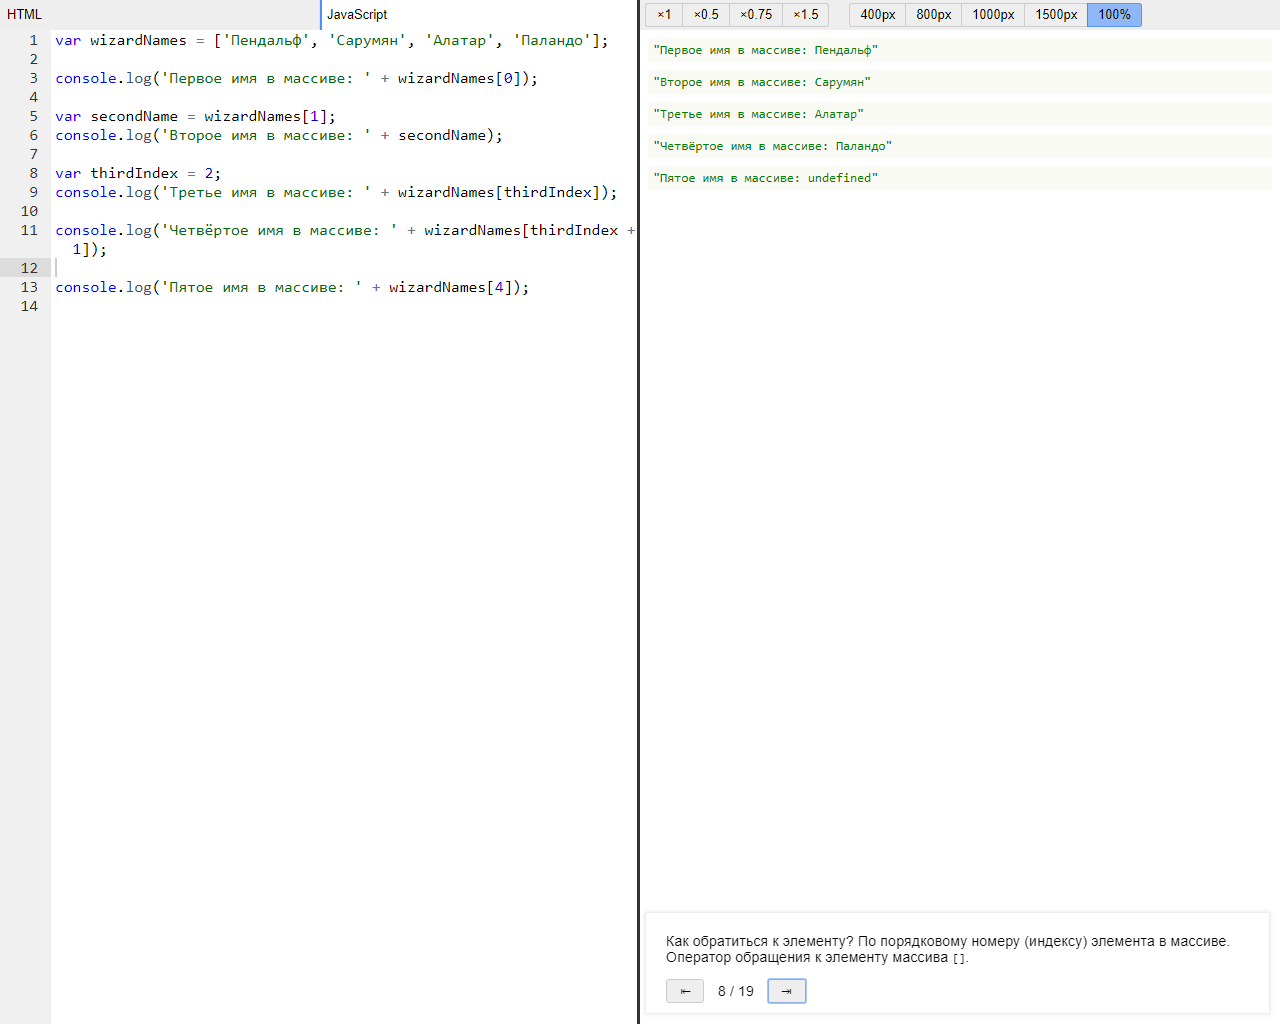 HTML
JavaScript
1 var wizardNames = ['Пендальф', 'Сарумян', 'Алатар', 'Паландо'];
2
3 console.log('Первое имя в массиве: ' + wizardNames[0]);
4
5 var secondName = wizardNames[1];
6 console.log('Второе имя в массиве: ' + secondName);
7
8 var thirdIndex = 2;
9 console.log('Третье имя в массиве: ' + wizardNames[thirdIndex]);
10
11 console.log('Четвёртое имя в массиве: ' + wizardNames[thirdIndex +
1]);
12
13 console.log('Пятое имя в массиве: ' + wizardNames[4]);
14
×1 ×0.5 ×0.75 ×1.5 400px 800px 1000px 1500px 100%
"Первое имя в массиве: Пендальф"
"Второе имя в массиве: Сарумян"
"Третье имя в массиве: Алатар"
"Четвёртое имя в массиве: Паландо"
"Пятое имя в массиве: undefined"
Как обратиться к элементу? По порядковому номеру (индексу) элемента в массиве.
Оператор обращения к элементу массива [].
⇤ 8 / 19 ⇥